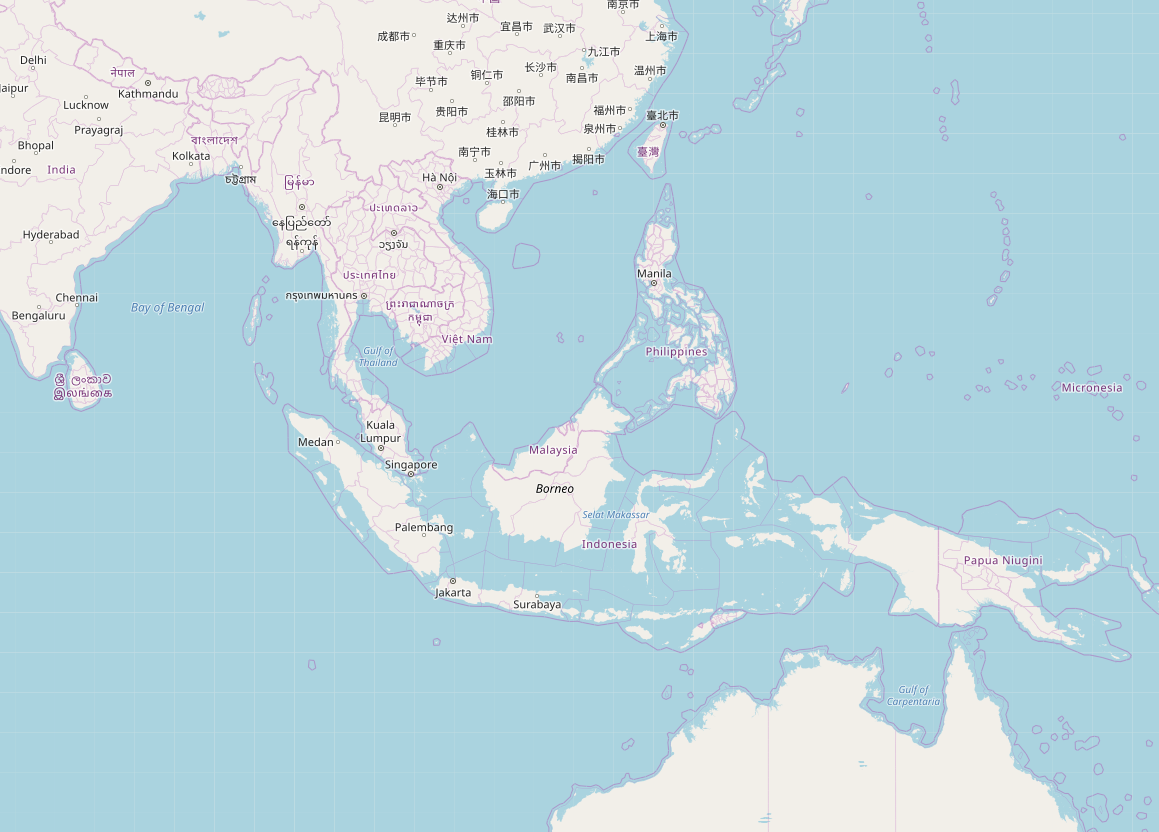 南京市
达州市
宜昌市
武汉市
成都市
上海市
重庆市
九江市
Delhi
长沙市
नेपाल
铜仁市
温州市
毕节市
南昌市
Kathmandu
邵阳市
Lucknow
贵阳市
福州市
昆明市
臺北市
Prayagraj
桂林市
泉州市
বাংলাদেশ
Bhopal
南宁市
臺灣
Kolkata
揭阳市
广州市
India
玉林市
Hà Nội
စစ်
海口市
မြန်မာ
ປະເທດລາວ
နေပြည်တော်
Hyderabad
ရန်ကုန်
ວຽງຈັນ
Manila
ประเทศไทย
Chennai
กรุงเทพมหานคร
Bay of Bengal
ព្រះរាជាណាចក្រ
កម្ពុជា
Bengaluru
Việt Nam
Gulf of
Thailand
Philippines
ශ්‍රී ලංකාව
இலங்கை
Micronesia
Kuala
Lumpur
Medan
Malaysia
Singapore
Borneo
Selat Makassar
Palembang
Indonesia
Papua Niugini
Jakarta
Surabaya
Gulf of
Carpentaria